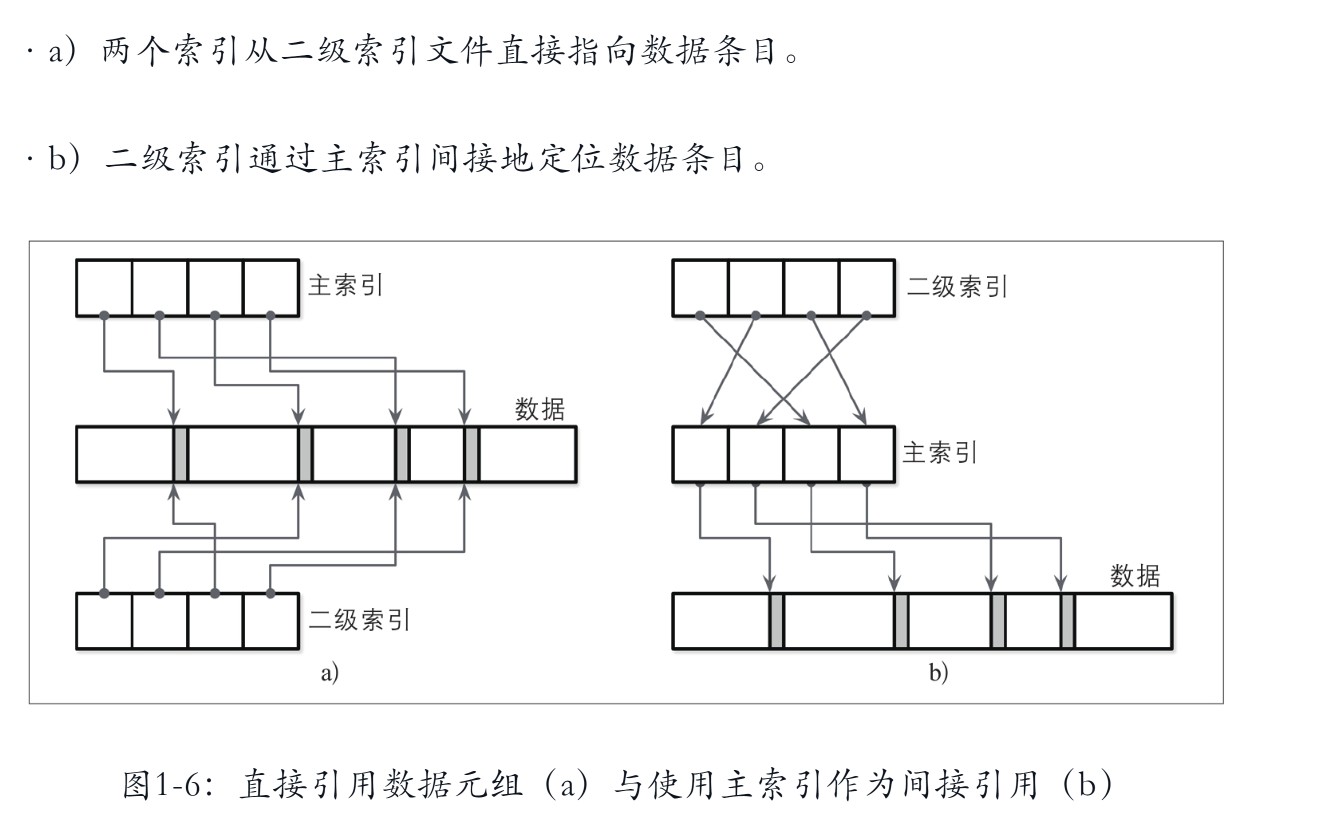 · a）两个索引从二级索引文件直接指向数据条目。
· b）二级索引通过主索引间接地定位数据条目。
主索引
数据
二级索引
a)
二级索引
主索引
数据
b)
图1-6：直接引用数据元组（a）与使用主索引作为间接引用（b）